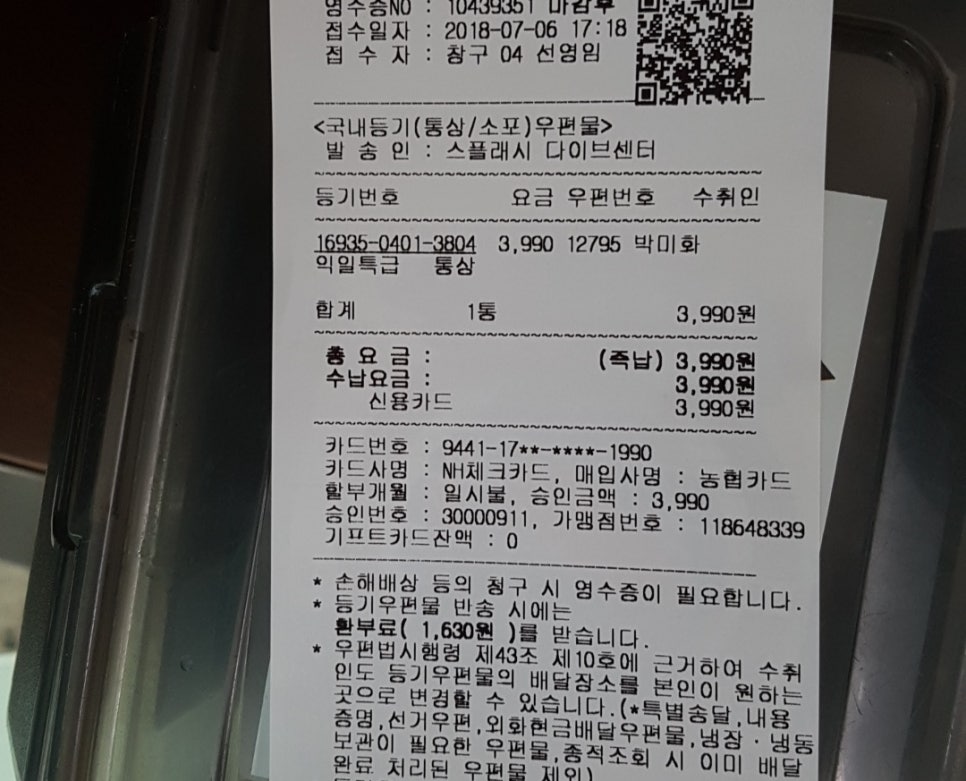 영수증NO : 10439351 마감후
접수일자 : 2018-07-06 17:18
접 수 자 : 창구 04 선영임
<국내등기(통상/소포)우편물>
발 송 인 : 스플래시 다이브센터
등기번호 요금 우편번호 수취인
16935-0401-3804 3,990 12795 박미화
익일특급 통상
합계 1통 3,990원
총 요 금 : (즉납) 3,990원
수납요금 : 3,990원
신용카드 3,990원
카드번호 : 9441-17**-****-1990
카드사명 : NH체크카드, 매입사명 : 농협카드
할부개월 : 일시불, 승인금액 : 3,990
승인번호 : 30000911, 가맹점번호 : 118648339
기프트카드잔액 : 0
* 손해배상 등의 청구 시 영수증이 필요합니다.
* 등기우편물 반송 시에는
환부료( 1,630원 )를 받습니다.
* 우편법시행령 제43조 제10호에 근거하여 수취
인도 등기우편물의 배달장소를 본인이 원하는
곳으로 변경할 수 있습니다.(*특별송달,내용
증명,선거우편,외화현금배달우편물,냉장·냉동
보관이 필요한 우편물,종적조회 시 이미 배달
완료 처리된 우편물 제외)